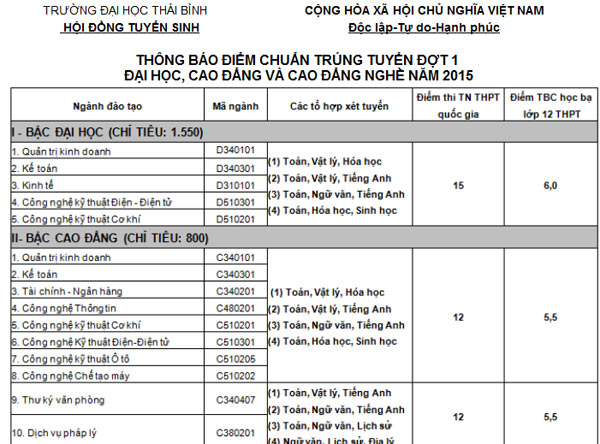 TRƯỜNG ĐẠI HỌC THÁI BÌNH
HỘI ĐỒNG TUYỂN SINH
CỘNG HÒA XÃ HỘI CHỦ NGHĨA VIỆT NAM
Độc lập-Tự do-Hạnh phúc
THÔNG BÁO ĐIỂM CHUẨN TRÚNG TUYỂN ĐỢT 1
ĐẠI HỌC, CAO ĐẲNG VÀ CAO ĐẲNG NGHỀ NĂM 2015
Ngành đào tạo
Mã ngành
Các tổ hợp xét tuyển
Điểm thi TN THPT
quốc gia
Điểm TBC học bạ
lớp 12 THPT
I - BẬC ĐẠI HỌC (CHỈ TIÊU: 1.550)
1. Quản trị kinh doanh D340101
2. Kế toán D340301
3. Kinh tế D310101
4. Công nghệ kỹ thuật Điện - Điện tử D510301
5. Công nghệ kỹ thuật Cơ khí D510201
(1) Toán, Vật lý, Hóa học
(2) Toán, Vật lý, Tiếng Anh
(3) Toán, Ngữ văn, Tiếng Anh
(4) Toán, Hóa học, Sinh học
15
6,0
II- BẬC CAO ĐẲNG (CHỈ TIÊU: 800)
1. Quản trị kinh doanh C340101
2. Kế toán C340301
3. Tài chính - Ngân hàng C340201
4. Công nghệ Thông tin C480201
5. Công nghệ kỹ thuật Cơ khí C510201
6. Công nghệ kỹ thuật Điện-Điện tử C510301
7. Công nghệ Kỹ thuật Ô tô C510205
8. Công nghệ Chế tạo máy C510202
(1) Toán, Vật lý, Hóa học
(2) Toán, Vật lý, Tiếng Anh
(3) Toán, Ngữ văn, Tiếng Anh
(4) Toán, Hóa học, Sinh học
12
5,5
9. Thư ký văn phòng C340407
10. Dịch vụ pháp lý C380201
(1) Toán, Vật lý, Tiếng Anh
(2) Toán, Ngữ văn, Tiếng Anh
(3) Toán, Ngữ văn, Lịch sử
(4) Ngữ văn, Lịch sử, Địa lý
12
5,5